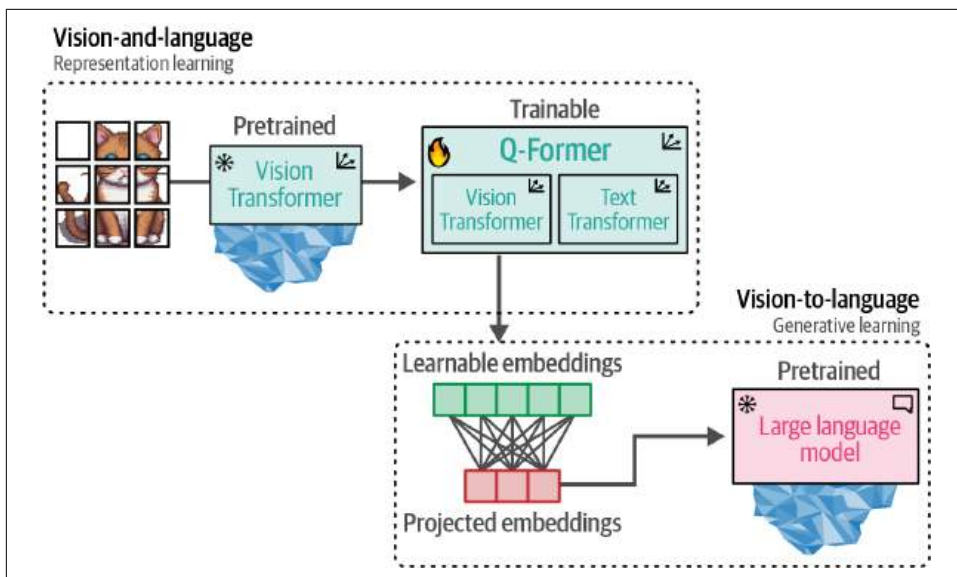 Vision-and-language
Representation learning
Pretrained
Vision
Transformer
Trainable
Q-Former
Vision
Transformer
Text
Transformer
Vision-to-language
Generative learning
Learnable embeddings
Projected embeddings
Pretrained
Large language
model